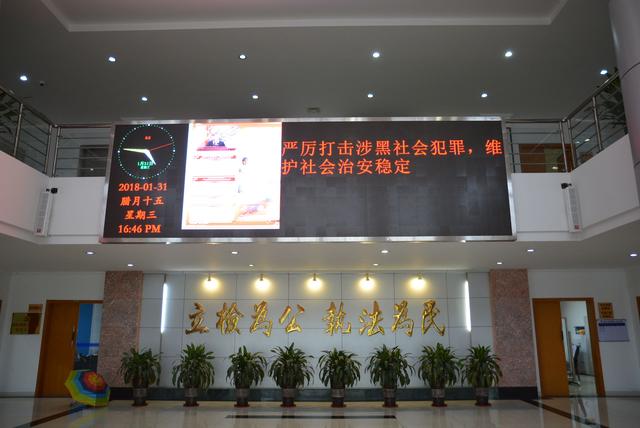 严厉打击涉黑社会犯罪，维
护社会治安稳定
2018-01-31
腊月十五
星期三
16:46 PM
立检为公 执法为民